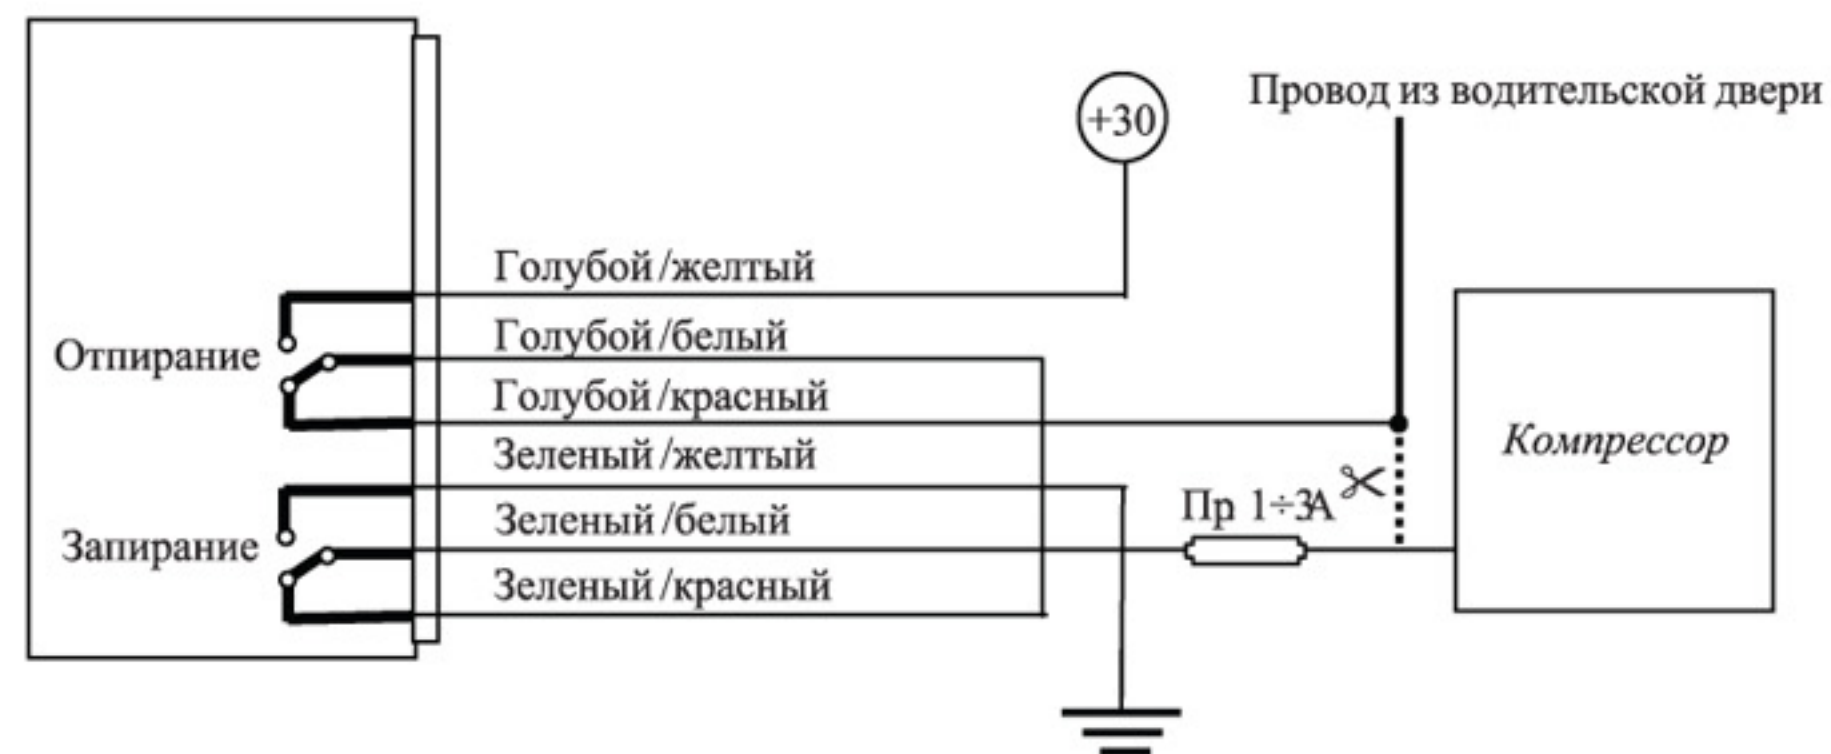 +30
Провод из водительской двери
Голубой/желтый
Отпирание
Голубой/белый
Голубой/красный
Компрессор
Зеленый/желтый
Пр 1÷3А
Запирание
Зеленый/белый
Зеленый/красный